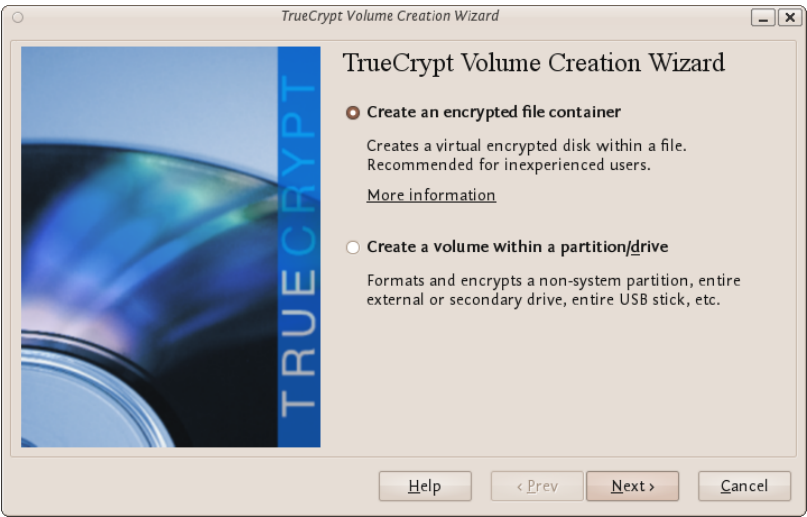 TrueCrypt Volume Creation Wizard
TRUECRYPT
TrueCrypt Volume Creation Wizard
Create an encrypted file container
Creates a virtual encrypted disk within a file.
Recommended for inexperienced users.
More information
Create a volume within a partition/drive
Formats and encrypts a non-system partition, entire
external or secondary drive, entire USB stick, etc.
Help
< Prev
Next >
Cancel